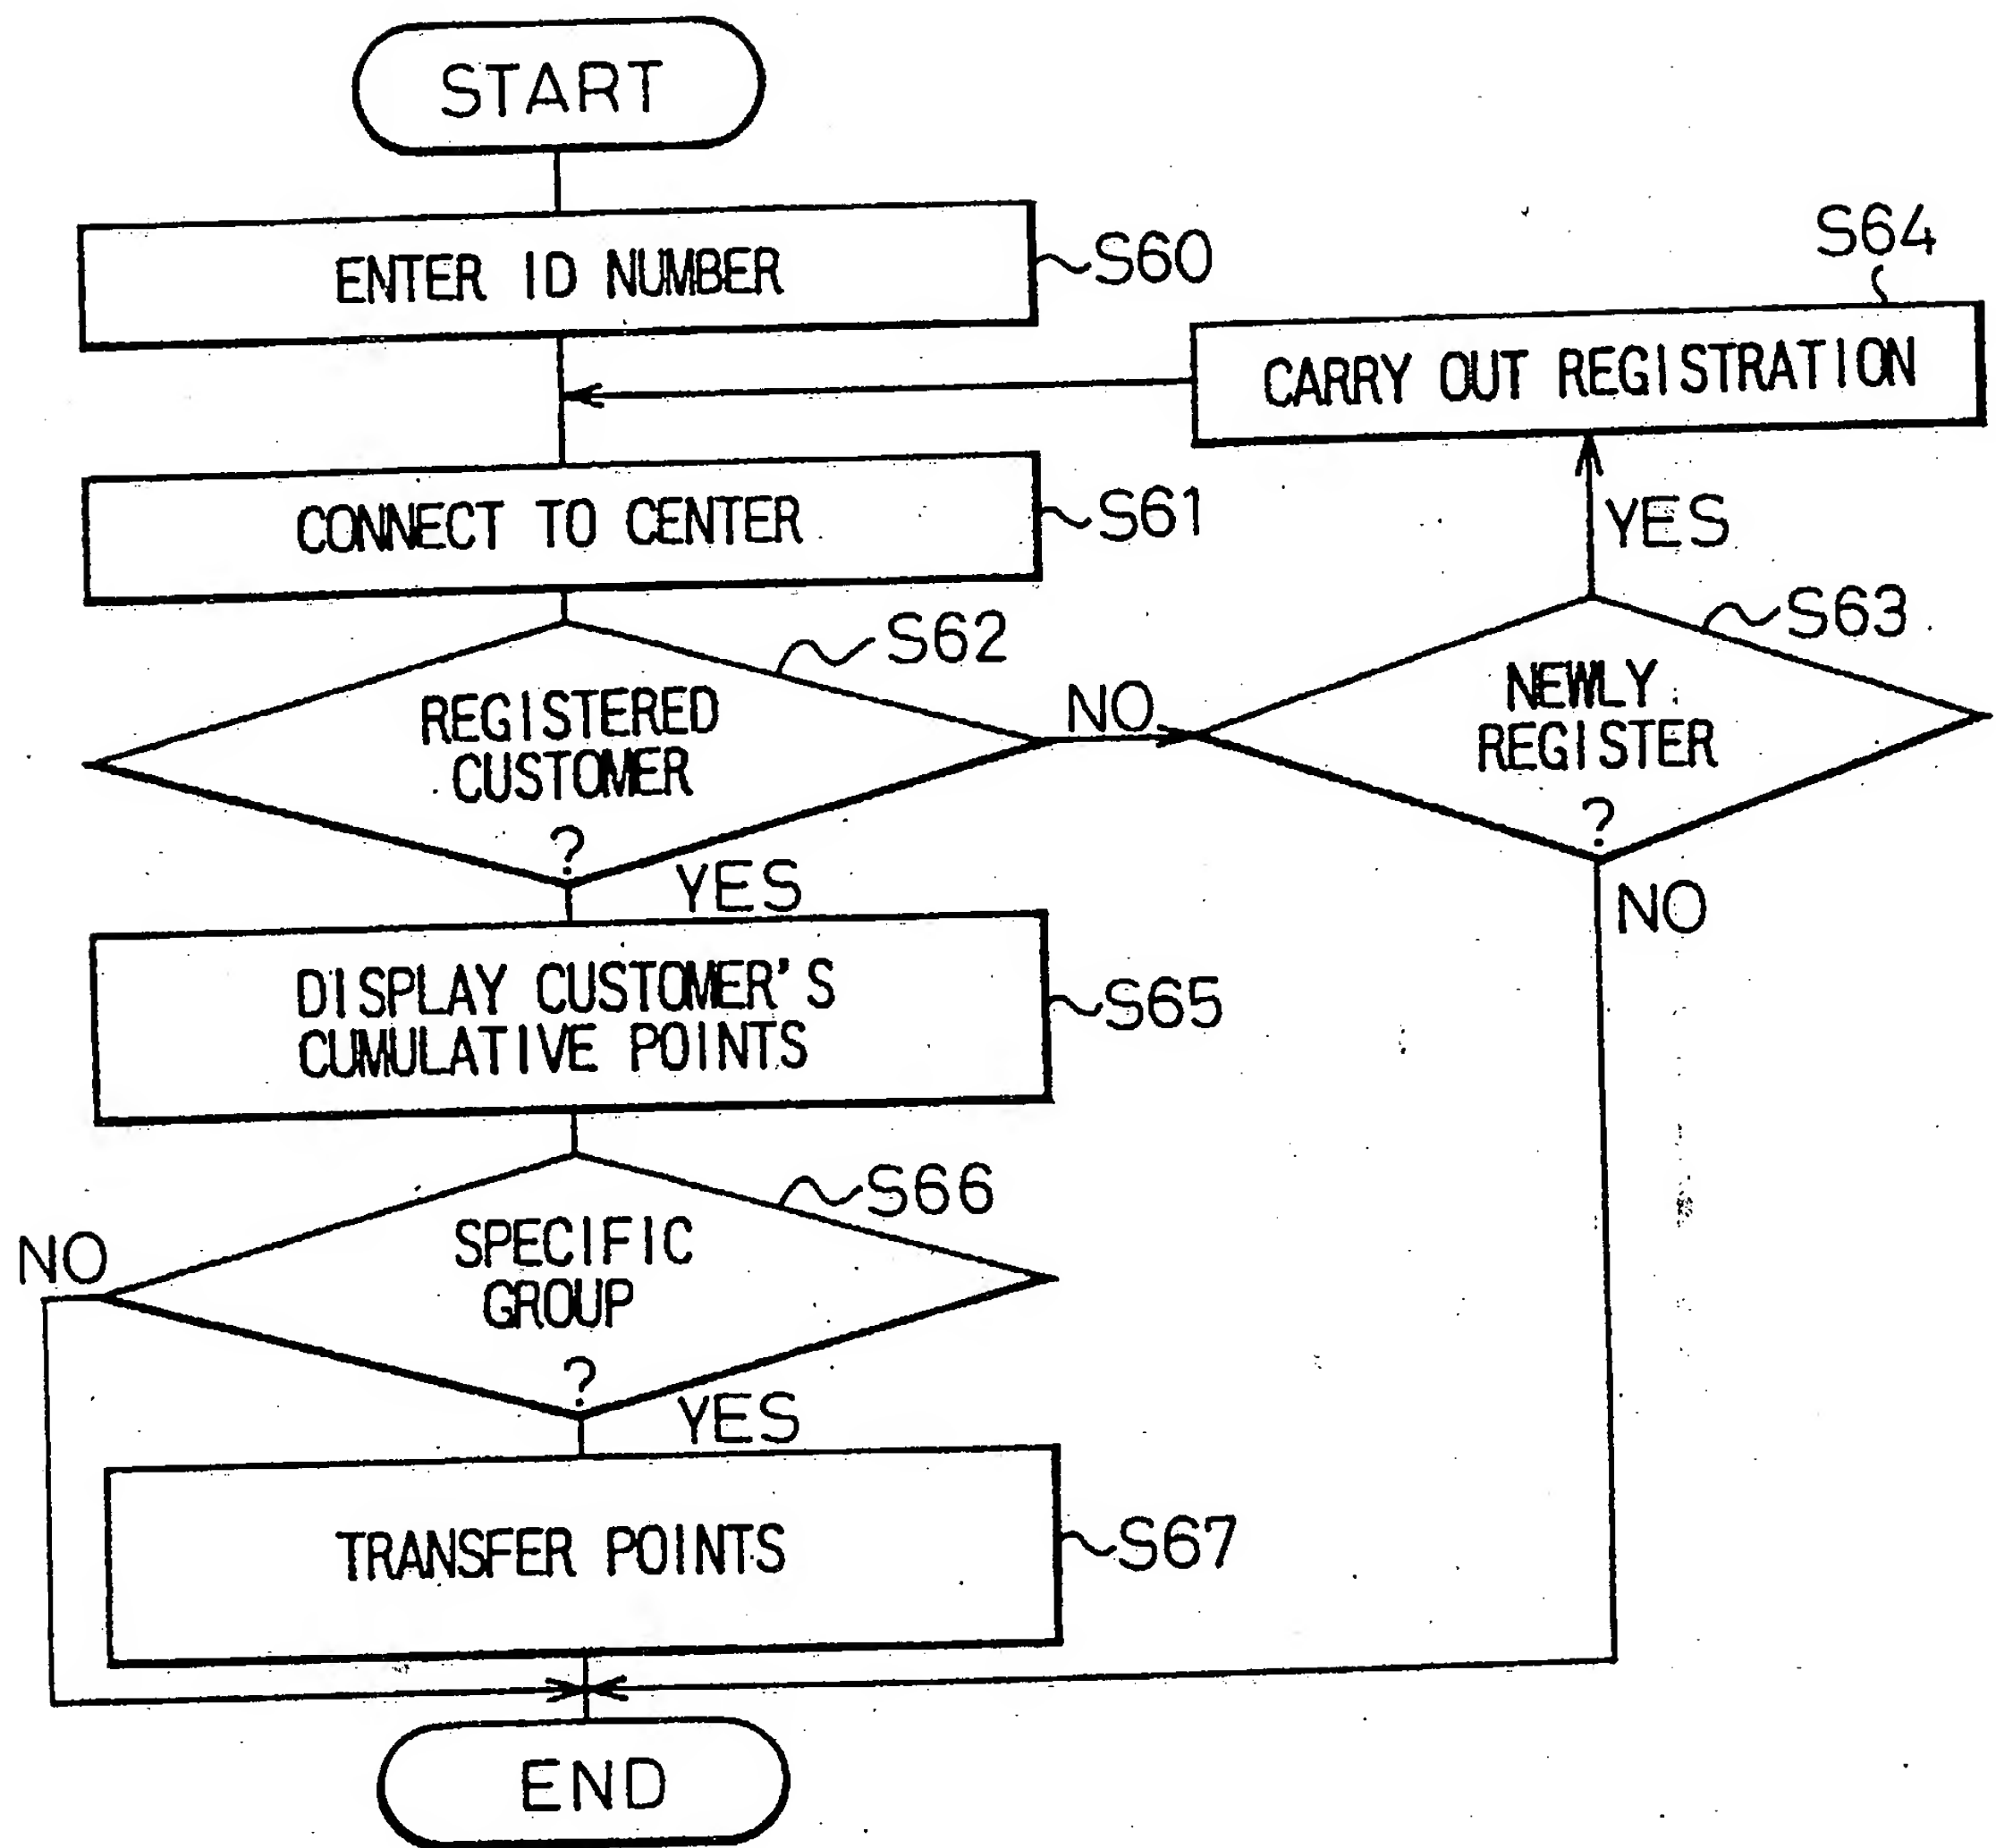 START
ENTER ID NUMBER
S60
S64
CARRY OUT REGISTRATION
CONNECT TO CENTER
S61
YES
S62
S63
REGISTERED
CUSTOMER
?
NO
NEWLY
REGISTER
?
YES
NO
DISPLAY CUSTOMER'S
CUMULATIVE POINTS
S65
S66
NO
SPECIFIC
GROUP
?
YES
TRANSFER POINTS
S67
END